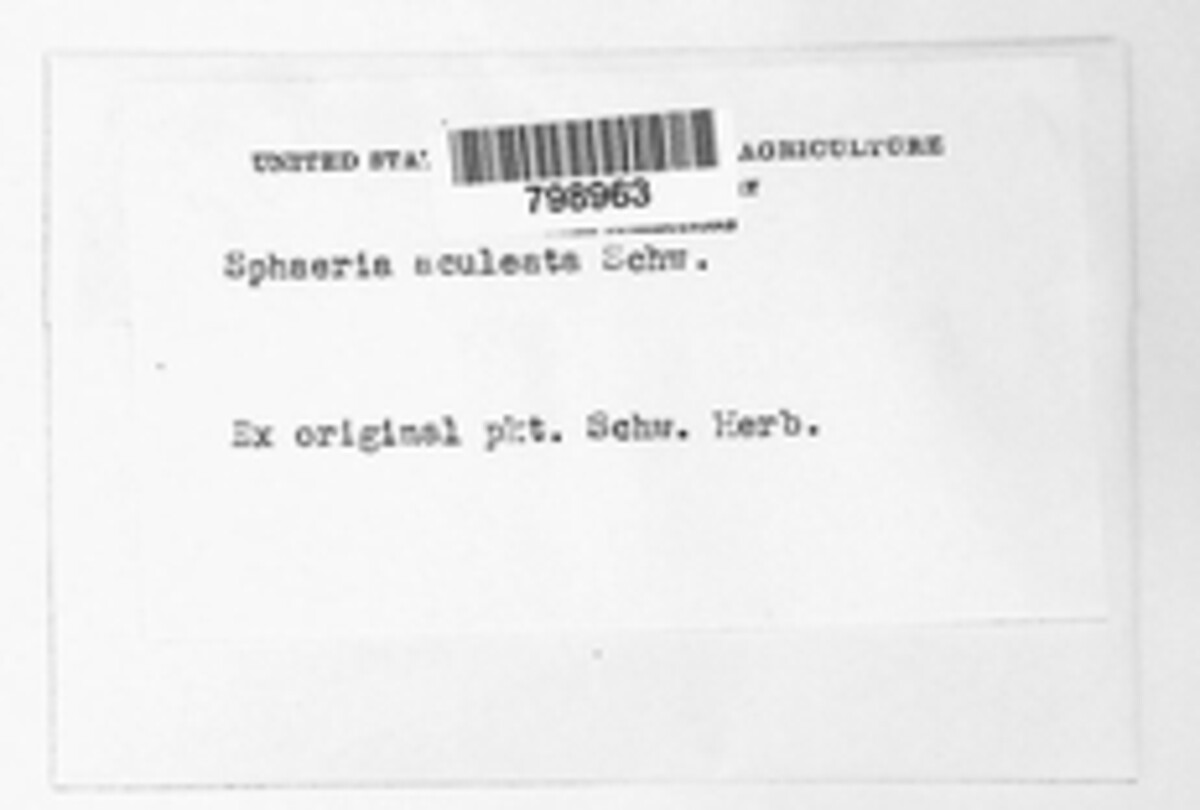 UNITED STA AGRICULTURE
798963
Sphaeria aculeata Schw.
Ex original pkt. Schw. Herb.